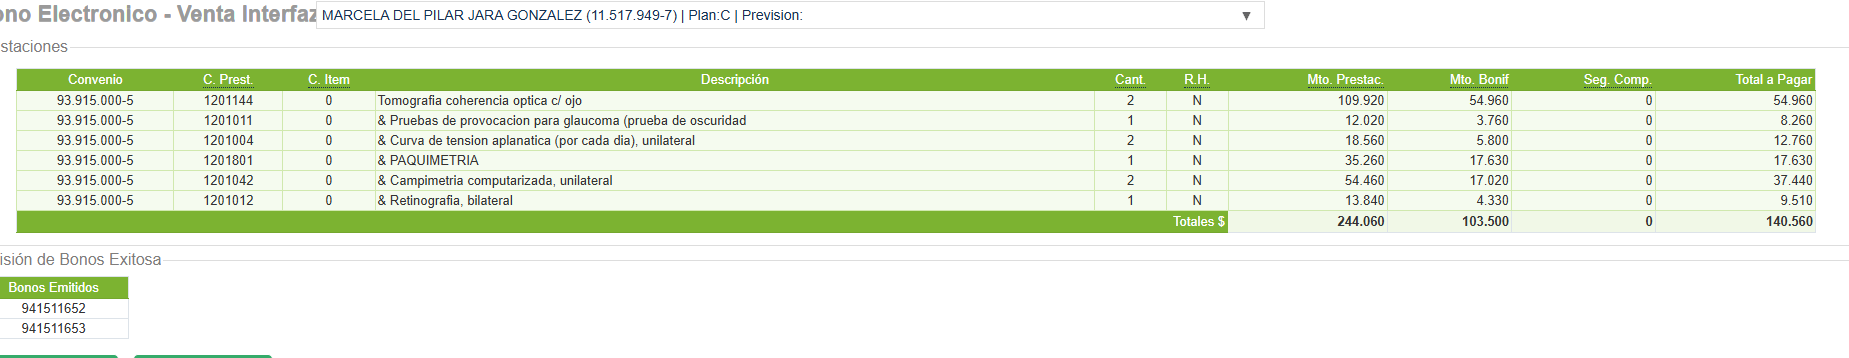 ono Electronico - Venta Interfaz MARCELA DEL PILAR JARA GONZALEZ (11.517.949-7) | Plan:C | Prevision: ▼
staciones
Convenio C. Prest. C. Item Descripción Cant. R.H. Mto. Prestac. Mto. Bonif Seg. Comp. Total a Pagar
93.915.000-5 1201144 0 Tomografia coherencia optica c/ ojo 2 N 109.920 54.960 0 54.960
93.915.000-5 1201011 0 & Pruebas de provocacion para glaucoma (prueba de oscuridad 1 N 12.020 3.760 0 8.260
93.915.000-5 1201004 0 & Curva de tension aplanatica (por cada dia), unilateral 2 N 18.560 5.800 0 12.760
93.915.000-5 1201801 0 & PAQUIMETRIA 1 N 35.260 17.630 0 17.630
93.915.000-5 1201042 0 & Campimetria computarizada, unilateral 2 N 54.460 17.020 0 37.440
93.915.000-5 1201012 0 & Retinografia, bilateral 1 N 13.840 4.330 0 9.510
Totales $ 244.060 103.500 0 140.560
isión de Bonos Exitosa
Bonos Emitidos
941511652
941511653